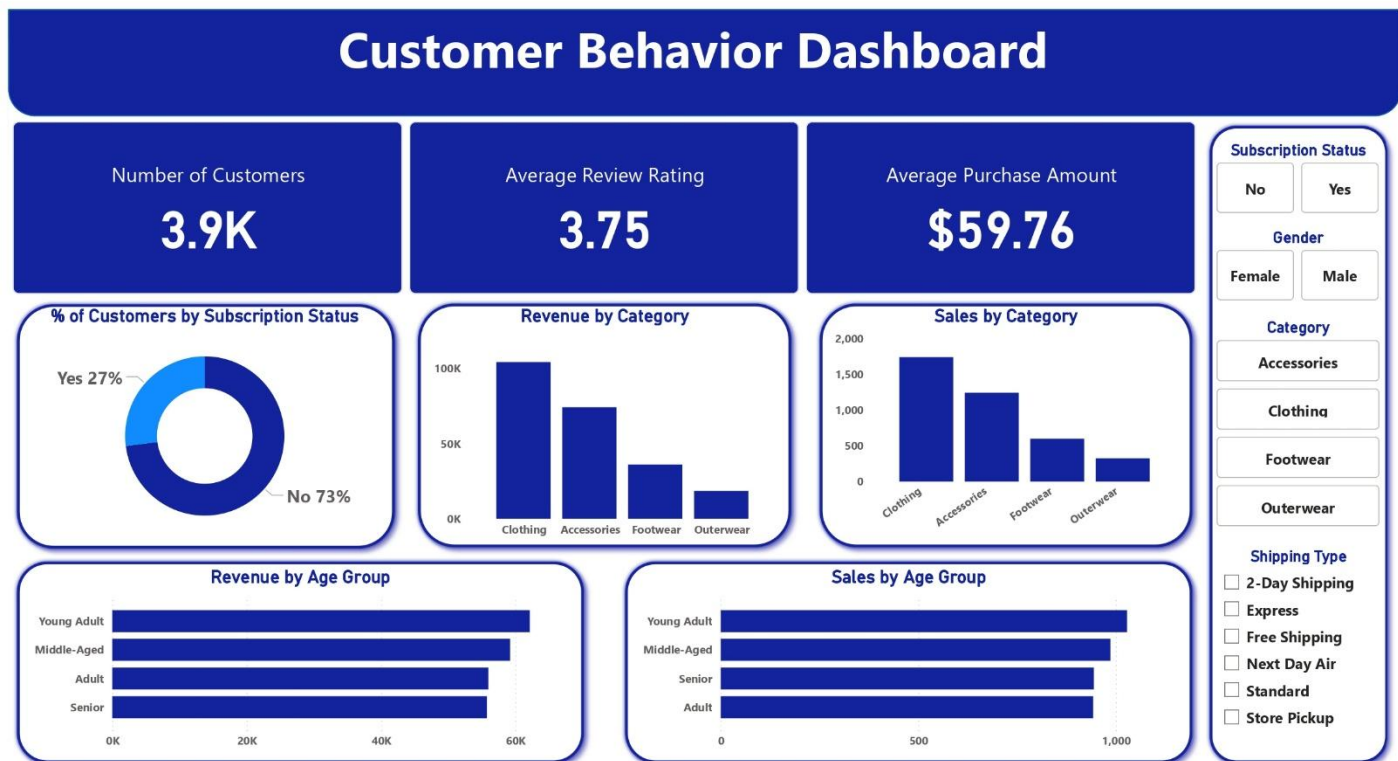 Customer Behavior Dashboard
Number of Customers
3.9K
Average Review Rating
3.75
Average Purchase Amount
$59.76
Subscription Status
No
Yes
Gender
Female
Male
Category
Accessories
Clothing
Footwear
Outerwear
Shipping Type
2-Day Shipping
Express
Free Shipping
Next Day Air
Standard
Store Pickup
% of Customers by Subscription Status
Yes 27%
No 73%
Revenue by Category
100K
50K
0K
Clothing
Accessories
Footwear
Outerwear
Sales by Category
2,000
1,500
1,000
500
0
Clothing
Accessories
Footwear
Outerwear
Revenue by Age Group
Young Adult
Middle-Aged
Adult
Senior
0K
20K
40K
60K
Sales by Age Group
Young Adult
Middle-Aged
Senior
Adult
0
500
1,000